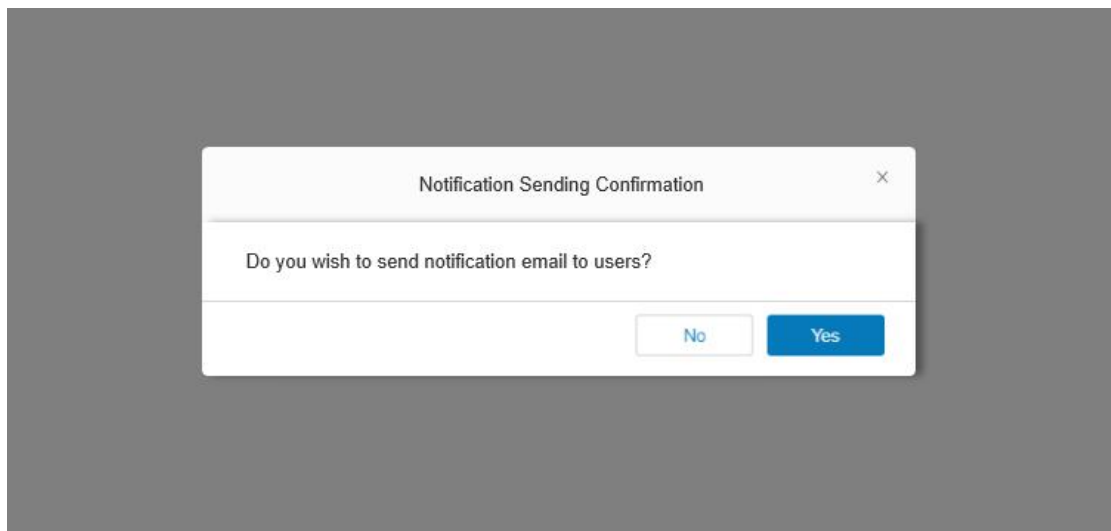 Notification Sending Confirmation
Do you wish to send notification email to users?
No
Yes